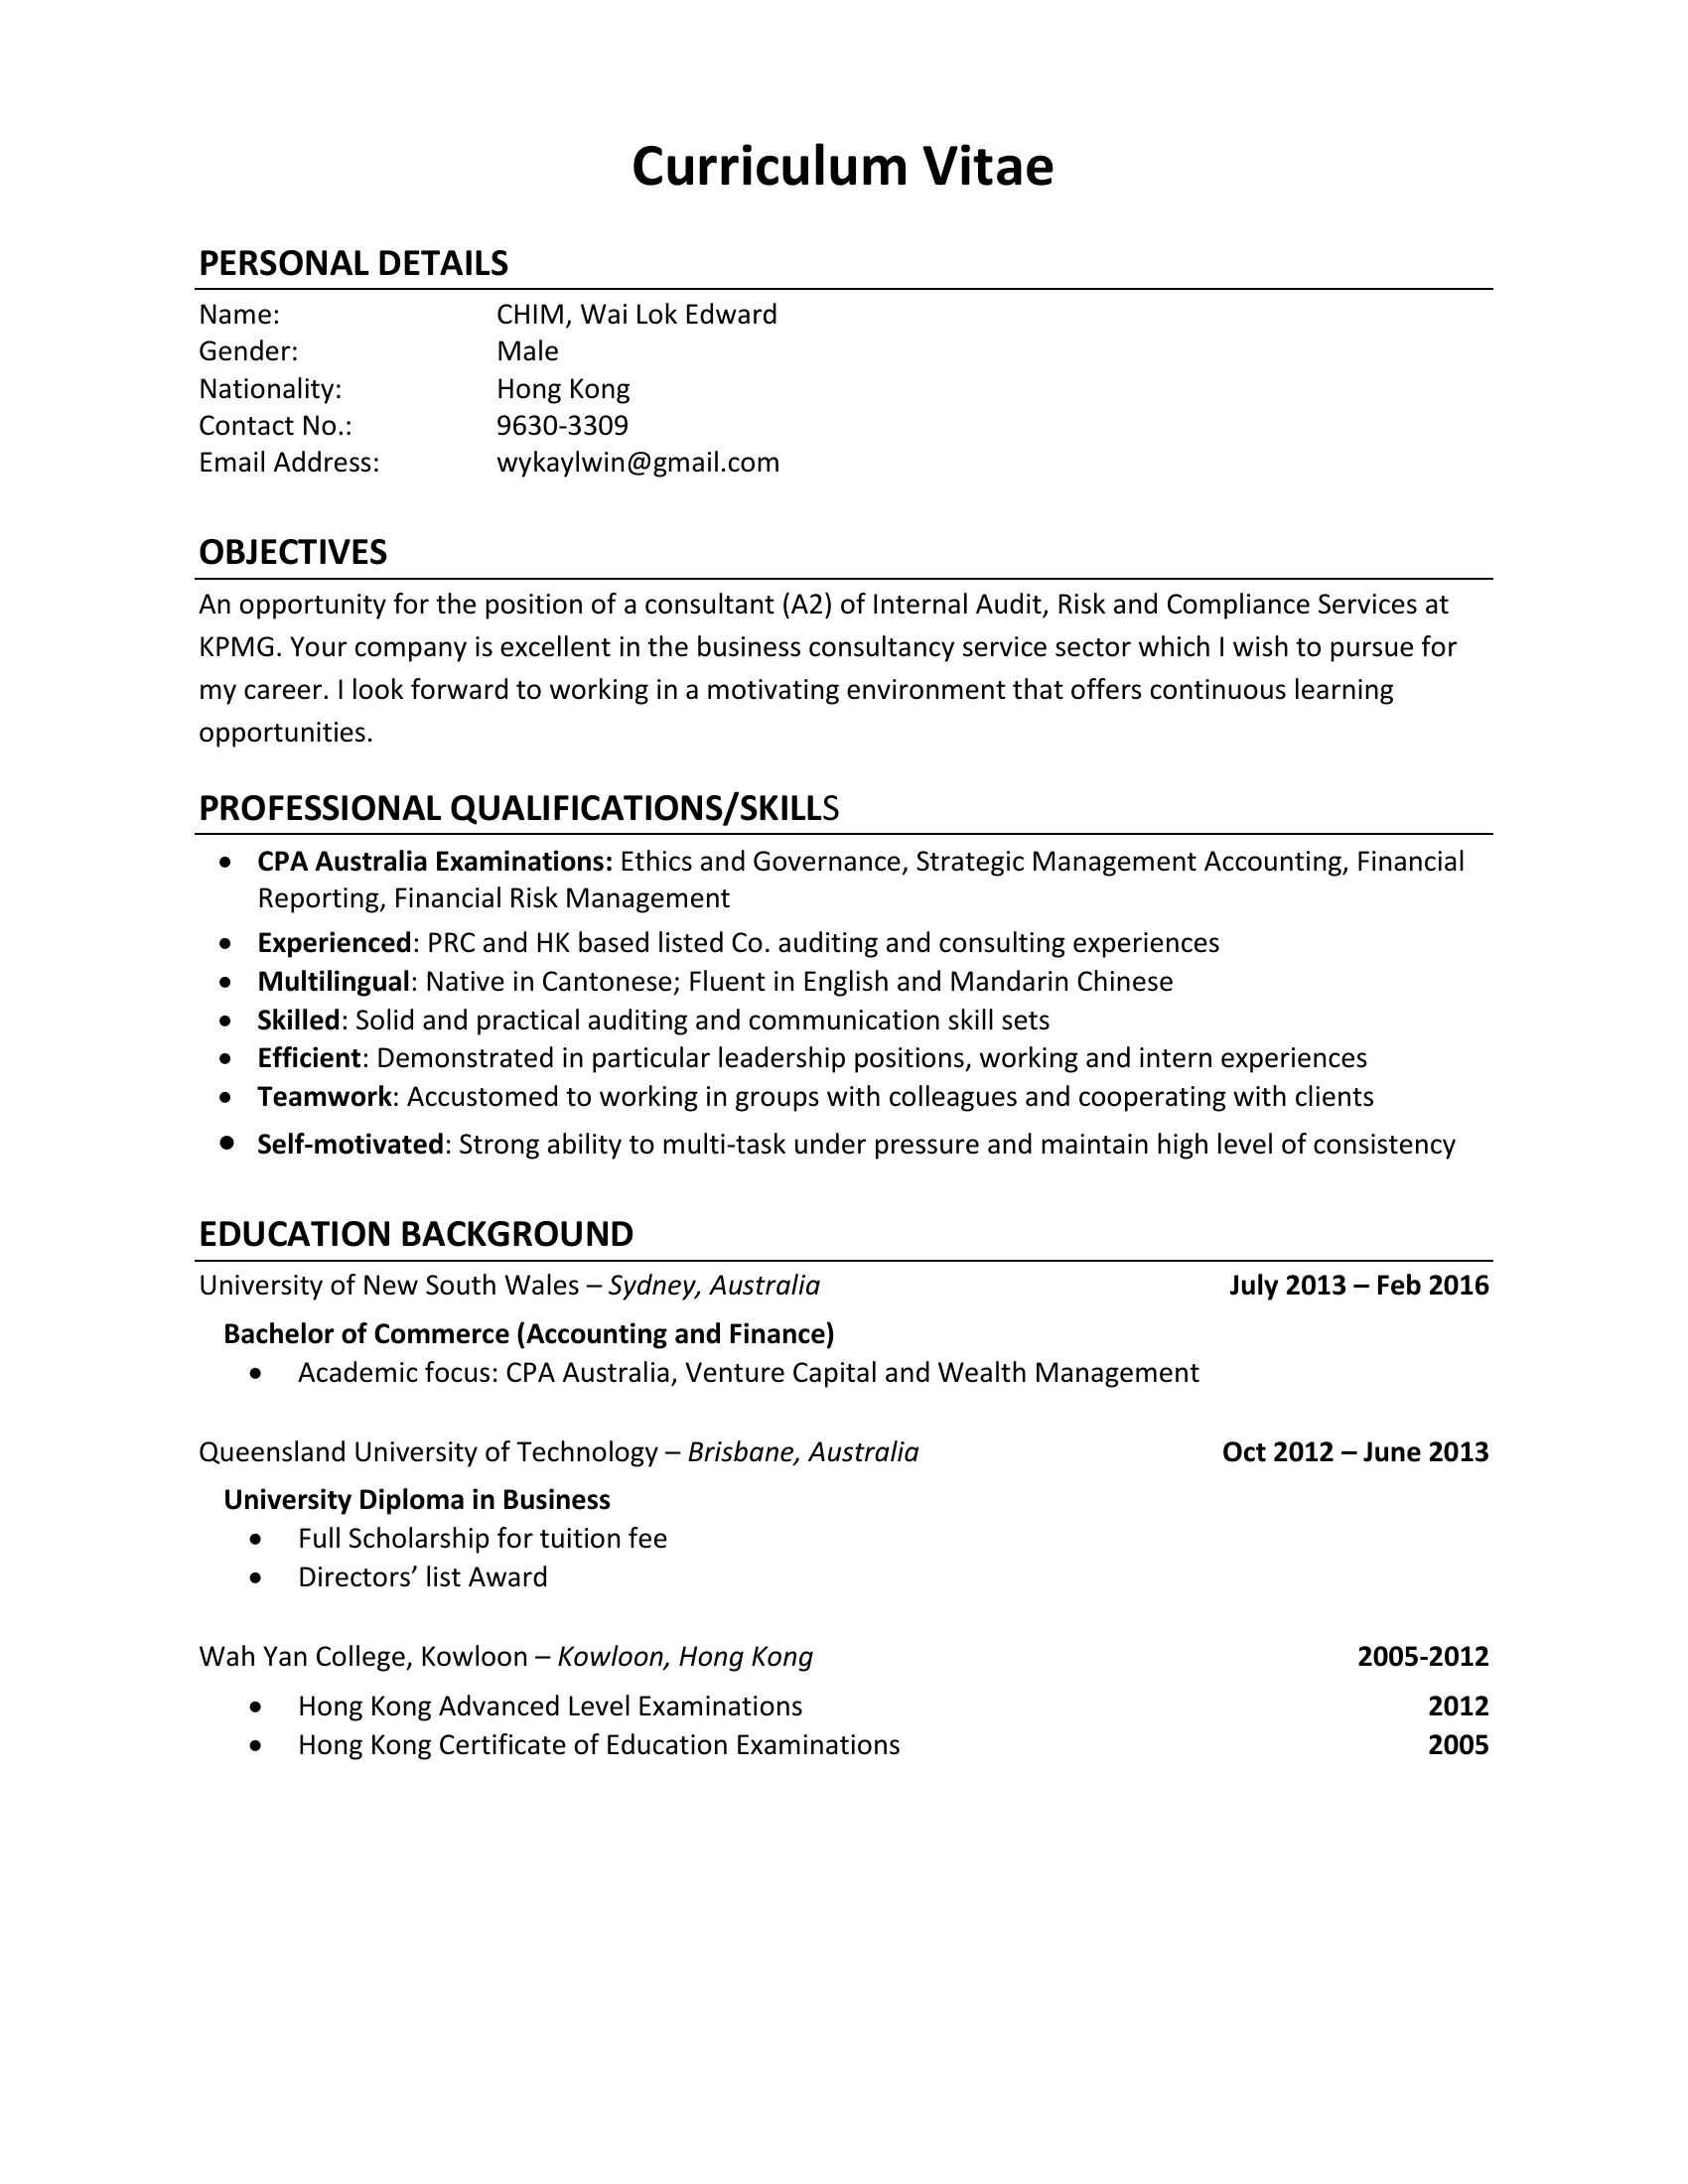 Curriculum Vitae
PERSONAL DETAILS
Name: CHIM, Wai Lok Edward
Gender: Male
Nationality: Hong Kong
Contact No.: 9630-3309
Email Address: wykaylwin@gmail.com
OBJECTIVES
An opportunity for the position of a consultant (A2) of Internal Audit, Risk and Compliance Services at
KPMG. Your company is excellent in the business consultancy service sector which I wish to pursue for
my career. I look forward to working in a motivating environment that offers continuous learning
opportunities.
PROFESSIONAL QUALIFICATIONS/SKILLS
• CPA Australia Examinations: Ethics and Governance, Strategic Management Accounting, Financial
Reporting, Financial Risk Management
• Experienced: PRC and HK based listed Co. auditing and consulting experiences
• Multilingual: Native in Cantonese; Fluent in English and Mandarin Chinese
• Skilled: Solid and practical auditing and communication skill sets
• Efficient: Demonstrated in particular leadership positions, working and intern experiences
• Teamwork: Accustomed to working in groups with colleagues and cooperating with clients
• Self-motivated: Strong ability to multi-task under pressure and maintain high level of consistency
EDUCATION BACKGROUND
University of New South Wales – Sydney, Australia July 2013 – Feb 2016
Bachelor of Commerce (Accounting and Finance)
• Academic focus: CPA Australia, Venture Capital and Wealth Management
Queensland University of Technology – Brisbane, Australia Oct 2012 – June 2013
University Diploma in Business
• Full Scholarship for tuition fee
• Directors’ list Award
Wah Yan College, Kowloon – Kowloon, Hong Kong 2005-2012
• Hong Kong Advanced Level Examinations 2012
• Hong Kong Certificate of Education Examinations 2005